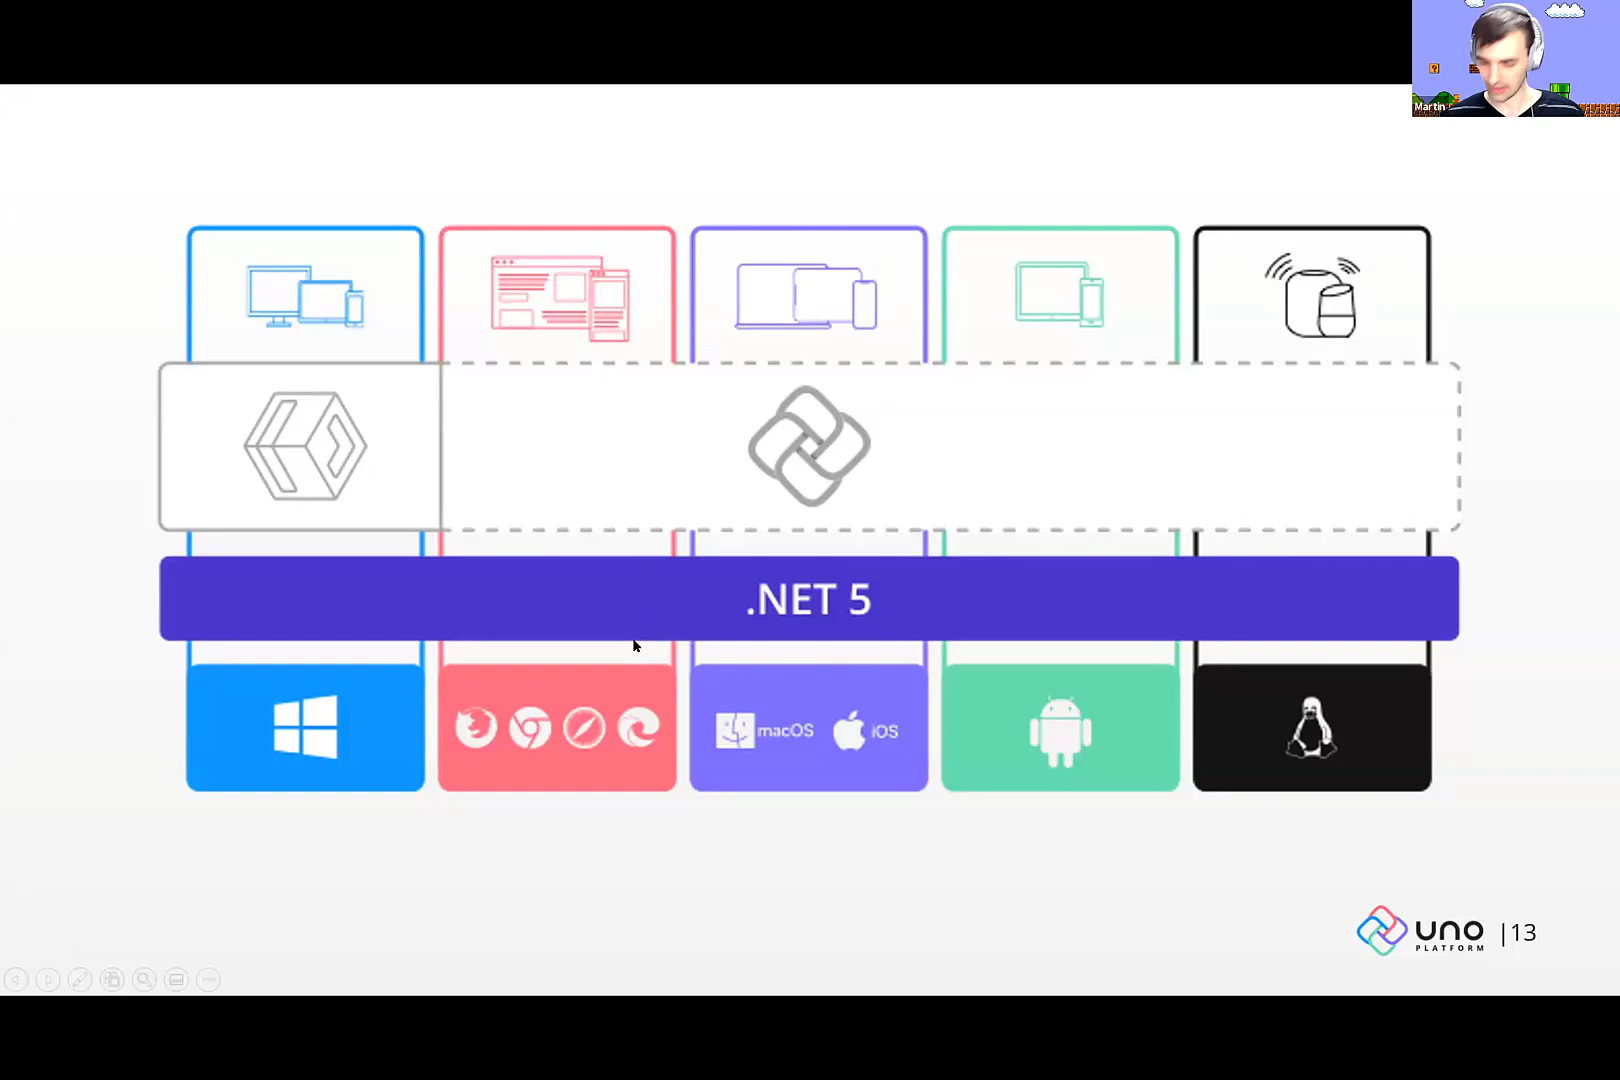 Martin
.NET 5
macOS
iOS
uno
PLATFORM
|13